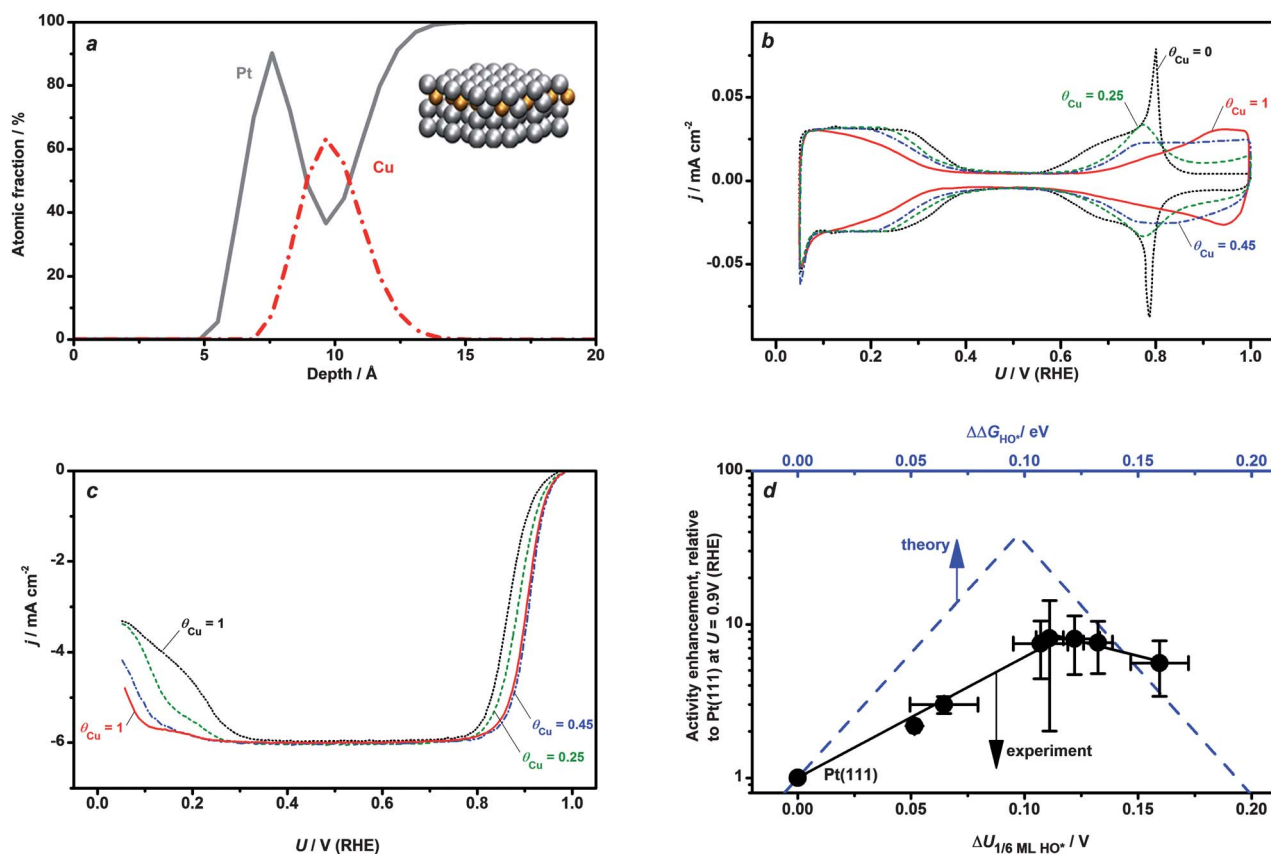 a
100
80
60
40
20
0
Atomic fraction / %
Pt
Cu
0 5 10 15 20
Depth / Å
b
0.05
0.00
-0.05
j / mA cm⁻²
θCu = 0
θCu = 0.25
θCu = 1
θCu = 0.45
0.0 0.2 0.4 0.6 0.8 1.0
U / V (RHE)
c
0
-2
-4
-6
j / mA cm⁻²
θCu = 1
θCu = 1
θCu = 0.45
θCu = 0.25
0.0 0.2 0.4 0.6 0.8 1.0
U / V (RHE)
ΔΔGHO*/ eV
0.00 0.05 0.10 0.15 0.20
d
100
10
1
Activity enhancement, relative
to Pt(111) at U = 0.9V (RHE)
theory
experiment
Pt(111)
0.00 0.05 0.10 0.15 0.20
ΔU1/6 ML HO* / V